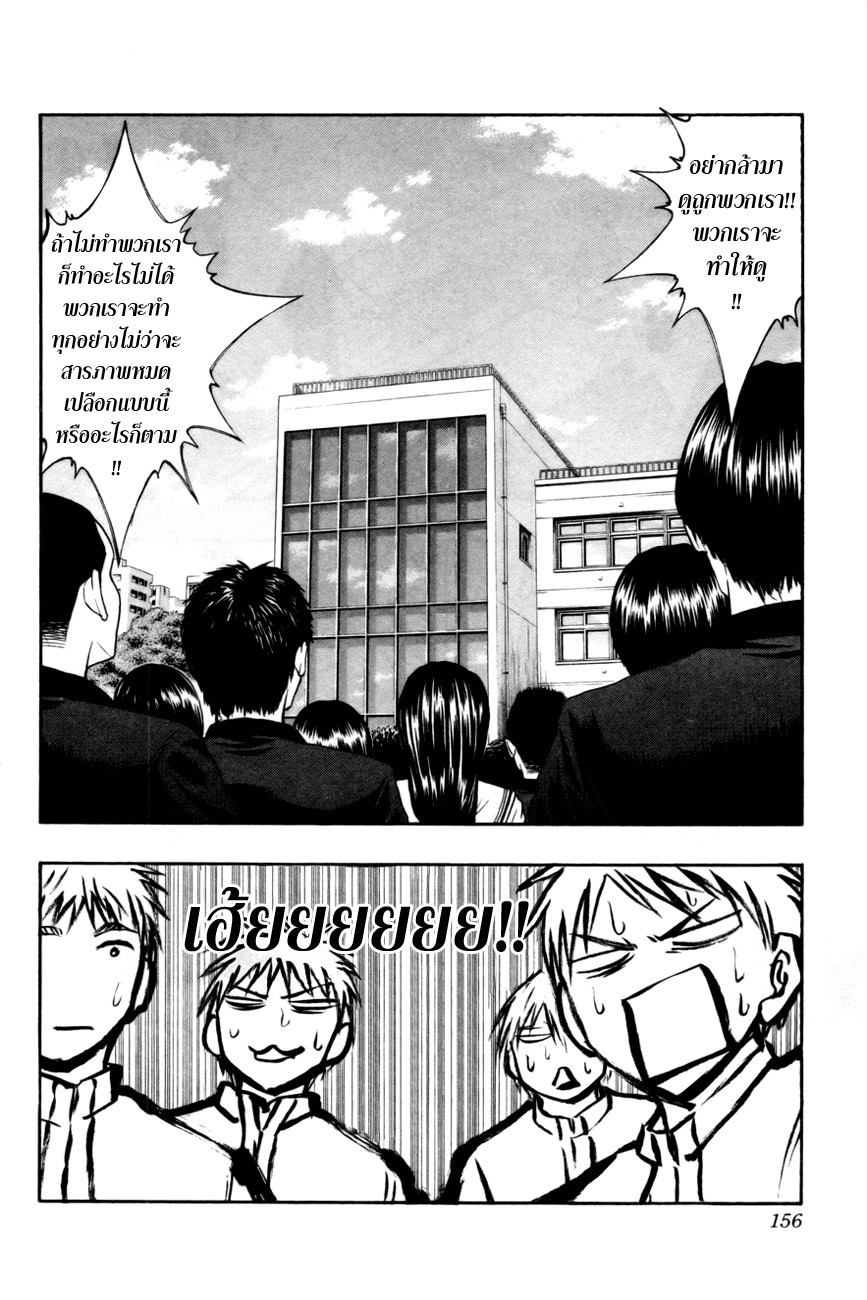 อย่ากล้ามา
ดูถูกพวกเรา!!
พวกเราจะ
ทำให้ดู
!!
ถ้าไม่ทำพวกเรา
ก็ทำอะไรไม่ได้
พวกเราจะทำ
ทุกอย่างไม่ว่าจะ
สารภาพหมด
เปลือกแบบนี้
หรืออะไรก็ตาม
!!
เฮ้ยยยยยยย!!
156